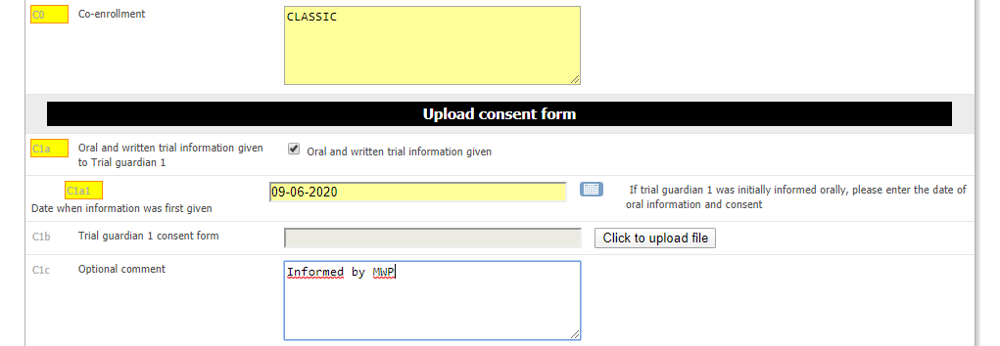 C0 Co-enrollment CLASSIC
Upload consent form
C1a Oral and written trial information given Oral and written trial information given
to Trial guardian 1
C1a1 09-06-2020 If trial guardian 1 was initially informed orally, please enter the date of
Date when information was first given oral information and consent
C1b Trial guardian 1 consent form Click to upload file
C1c Optional comment Informed by MWP